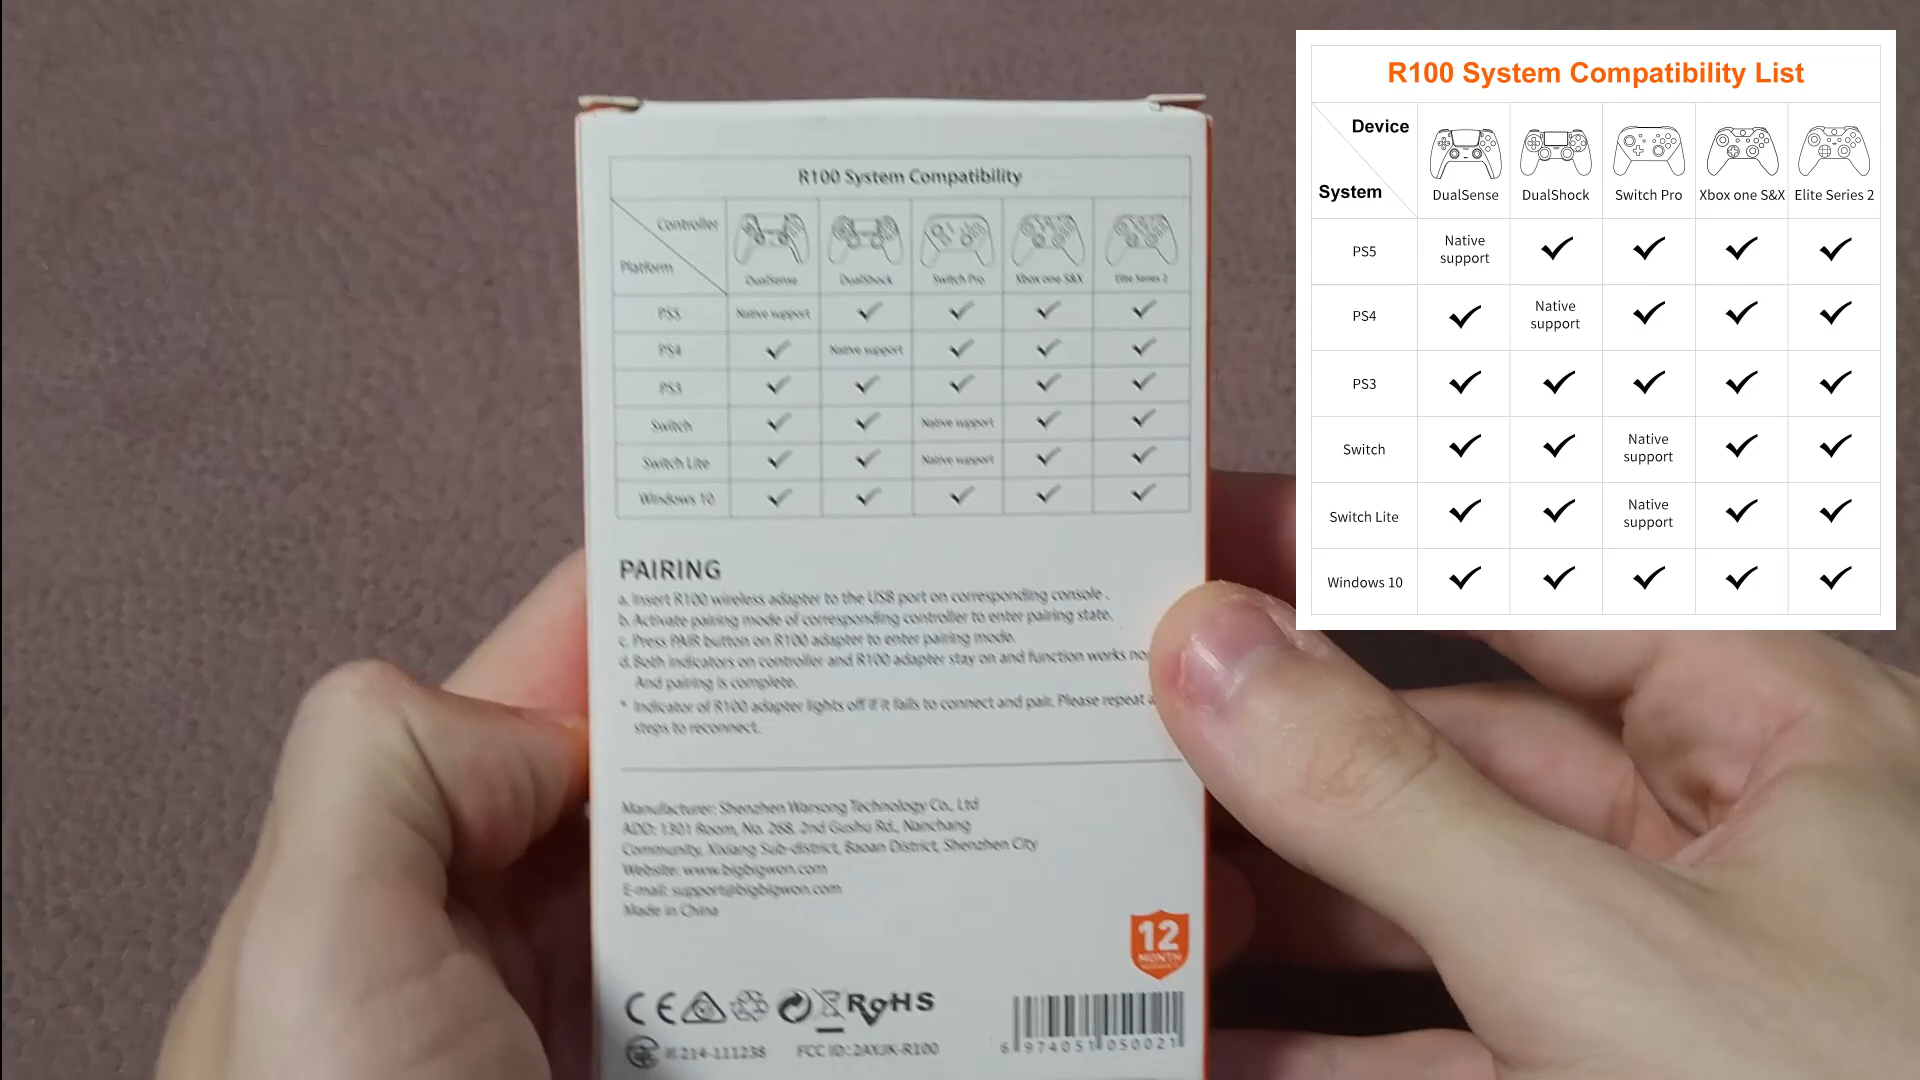 R100 System Compatibility
Controller
Platform
DualSense DualShock Switch Pro Xbox one S&X Elite Series 2
PS5 Native support ✓ ✓ ✓ ✓
PS4 ✓ Native support ✓ ✓ ✓
PS3 ✓ ✓ ✓ ✓ ✓
Switch ✓ ✓ Native support ✓ ✓
Switch Lite ✓ ✓ Native support ✓ ✓
Windows 10 ✓ ✓ ✓ ✓ ✓
PAIRING
a. Insert R100 wireless adapter to the USB port on corresponding console .
b. Activate pairing mode of corresponding controller to enter pairing state.
c. Press PAIR button on R100 adapter to enter pairing mode.
d. Both indicators on controller and R100 adapter stay on and function works
And pairing is complete.
* Indicator of R100 adapter lights off if it fails to connect and pair. Please repeat
steps to reconnect.
Manufacturer: Shenzhen Warsong Technology Co., Ltd
ADD: 1301 Room, No. 268, 2nd Gushu Rd., Nanchang
Community, Xixiang Sub-district, Baoan District, Shenzhen City
Website: www.bigbigwon.com
E-mail: support@bigbigwon.com
Made in China
12
MONTH
CE RoHS
214-111238 FCC ID:2AXJK-R100
6 974051 050021
R100 System Compatibility List
Device
System
DualSense DualShock Switch Pro Xbox one S&X Elite Series 2
PS5 Native support ✓ ✓ ✓ ✓
PS4 ✓ Native support ✓ ✓ ✓
PS3 ✓ ✓ ✓ ✓ ✓
Switch ✓ ✓ Native support ✓ ✓
Switch Lite ✓ ✓ Native support ✓ ✓
Windows 10 ✓ ✓ ✓ ✓ ✓